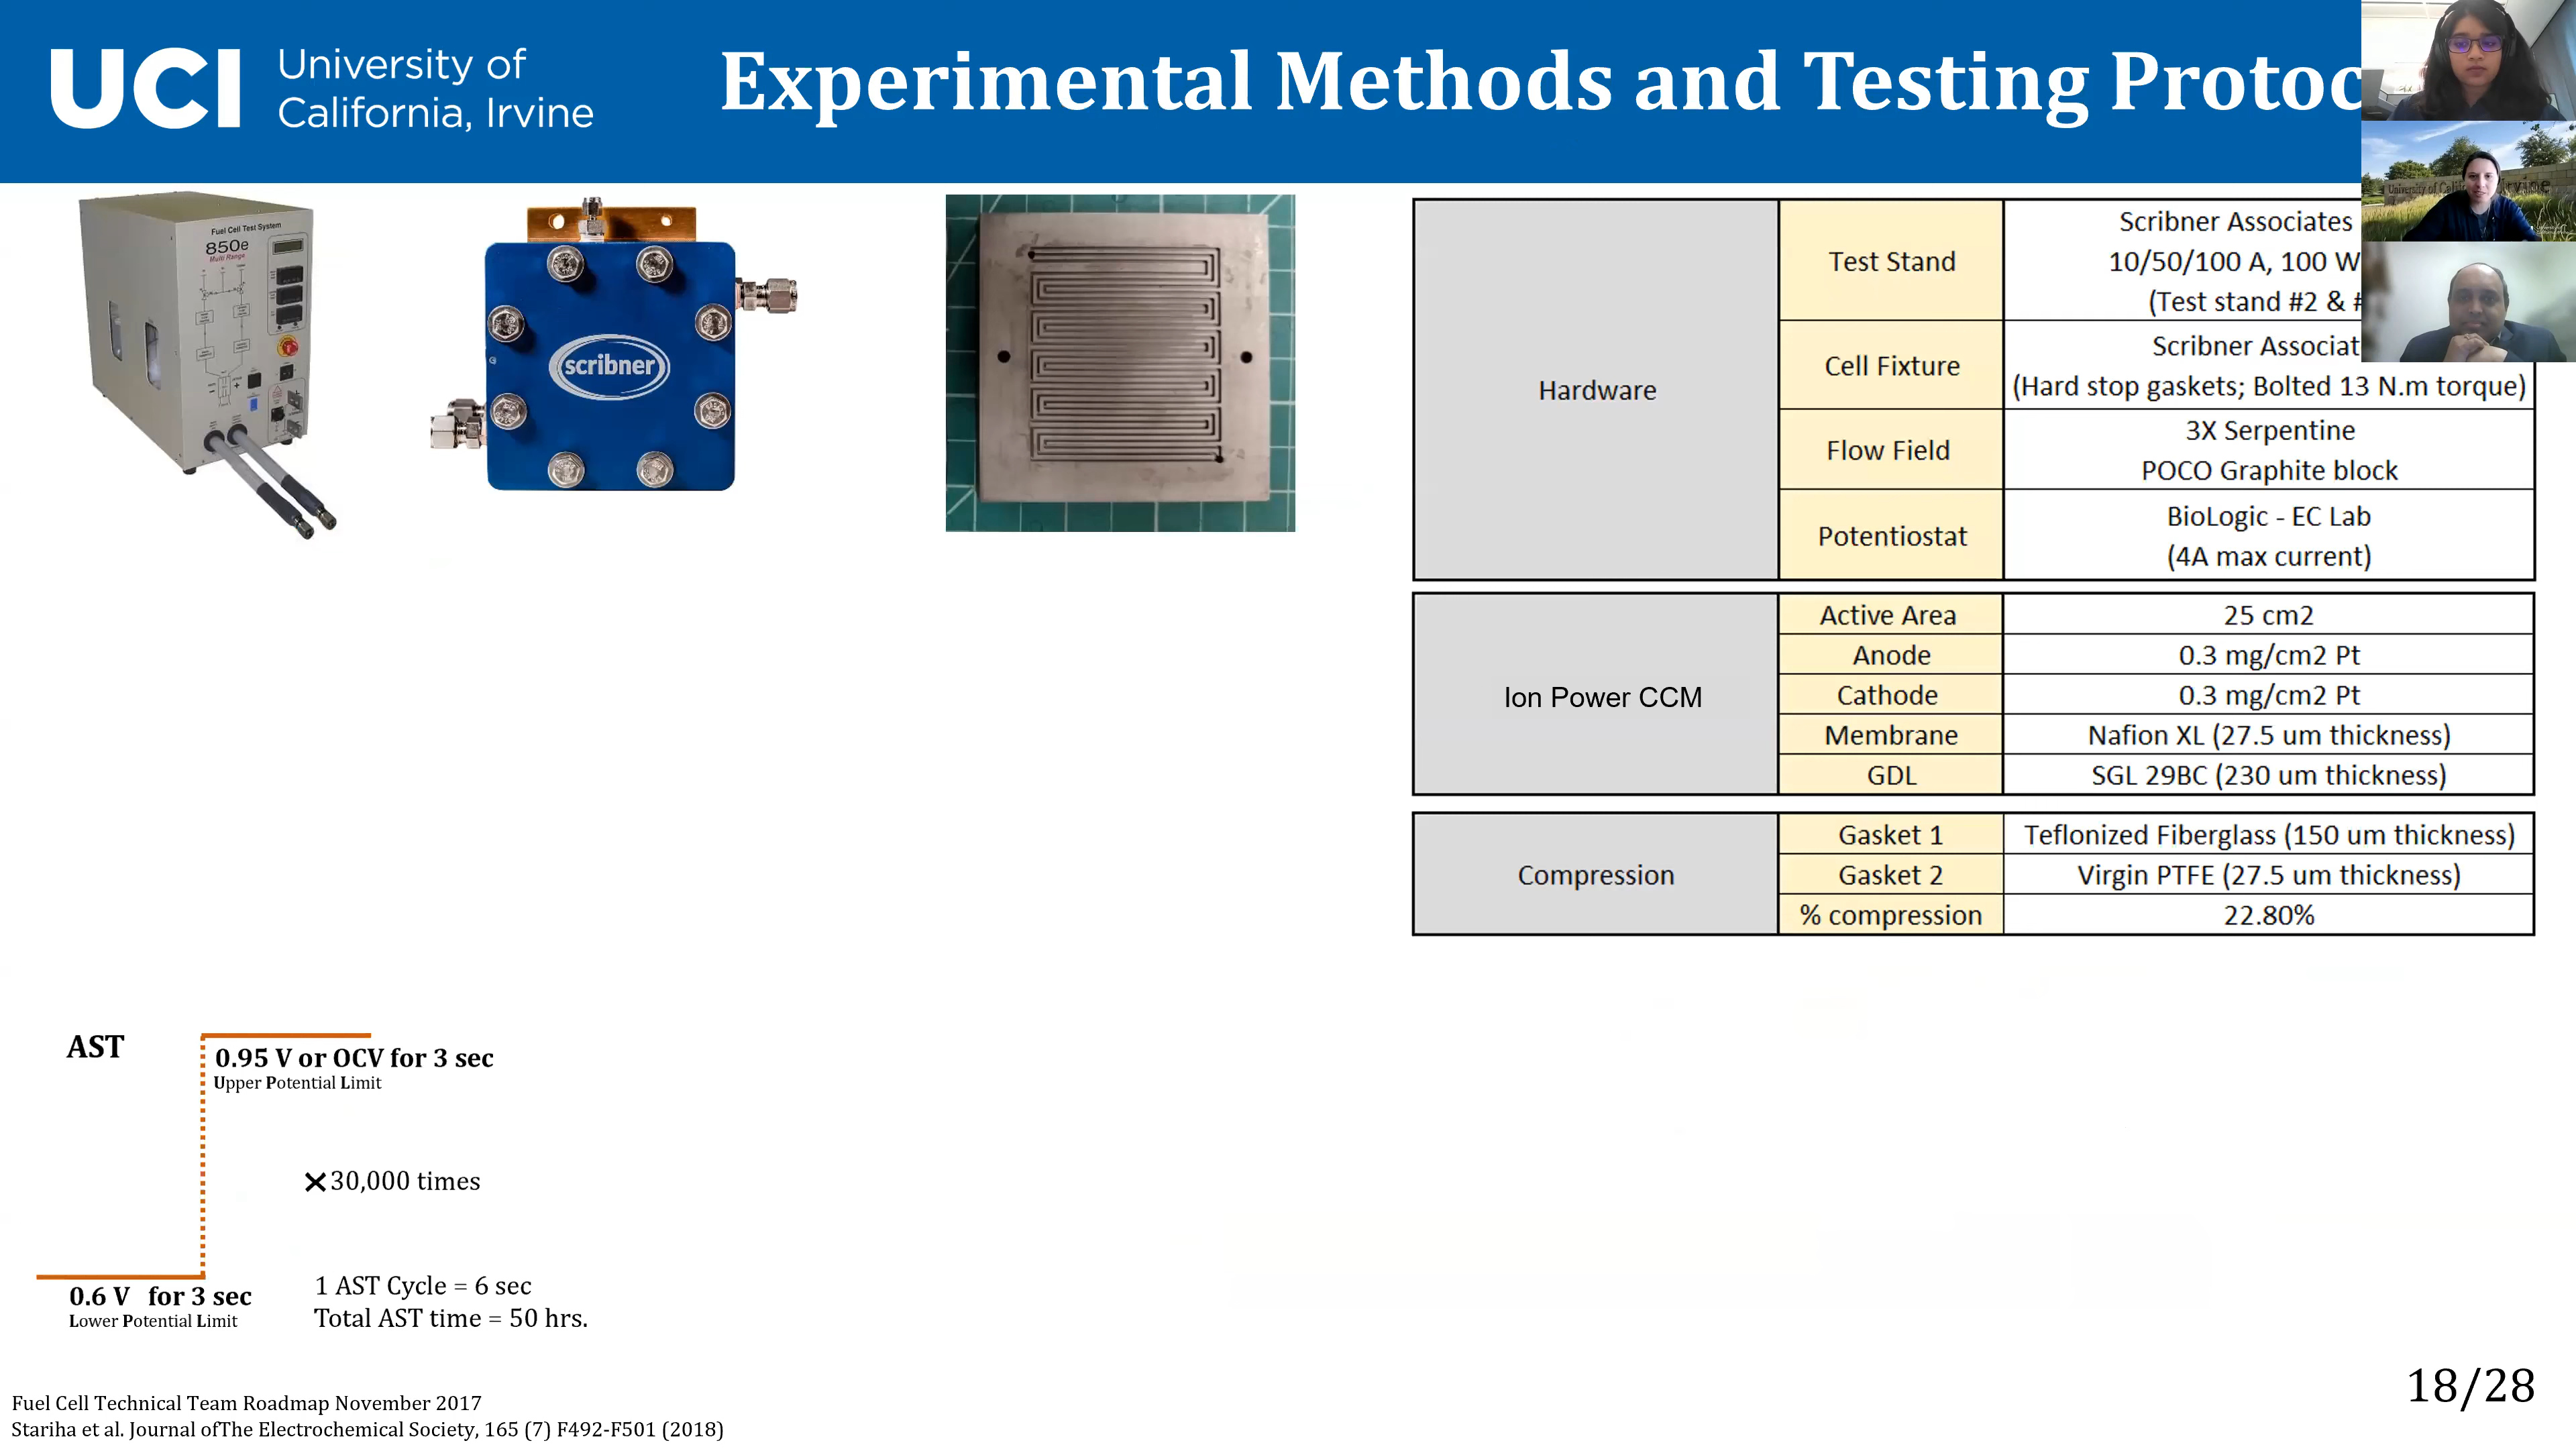 UCI University of
California, Irvine
Experimental Methods and Testing Protoc
Fuel Cell Test System
850e
Multi Range
scribner
Hardware
Test Stand
Scribner Associates
10/50/100 A, 100 W
(Test stand #2 & #
Cell Fixture
Scribner Associat
(Hard stop gaskets; Bolted 13 N.m torque)
Flow Field
3X Serpentine
POCO Graphite block
Potentiostat
BioLogic - EC Lab
(4A max current)
Ion Power CCM
Active Area
25 cm2
Anode
0.3 mg/cm2 Pt
Cathode
0.3 mg/cm2 Pt
Membrane
Nafion XL (27.5 um thickness)
GDL
SGL 29BC (230 um thickness)
Compression
Gasket 1
Teflonized Fiberglass (150 um thickness)
Gasket 2
Virgin PTFE (27.5 um thickness)
% compression
22.80%
AST
0.95 V or OCV for 3 sec
Upper Potential Limit
×30,000 times
0.6 V for 3 sec
Lower Potential Limit
1 AST Cycle = 6 sec
Total AST time = 50 hrs.
Fuel Cell Technical Team Roadmap November 2017
Stariha et al. Journal ofThe Electrochemical Society, 165 (7) F492-F501 (2018)
18/28